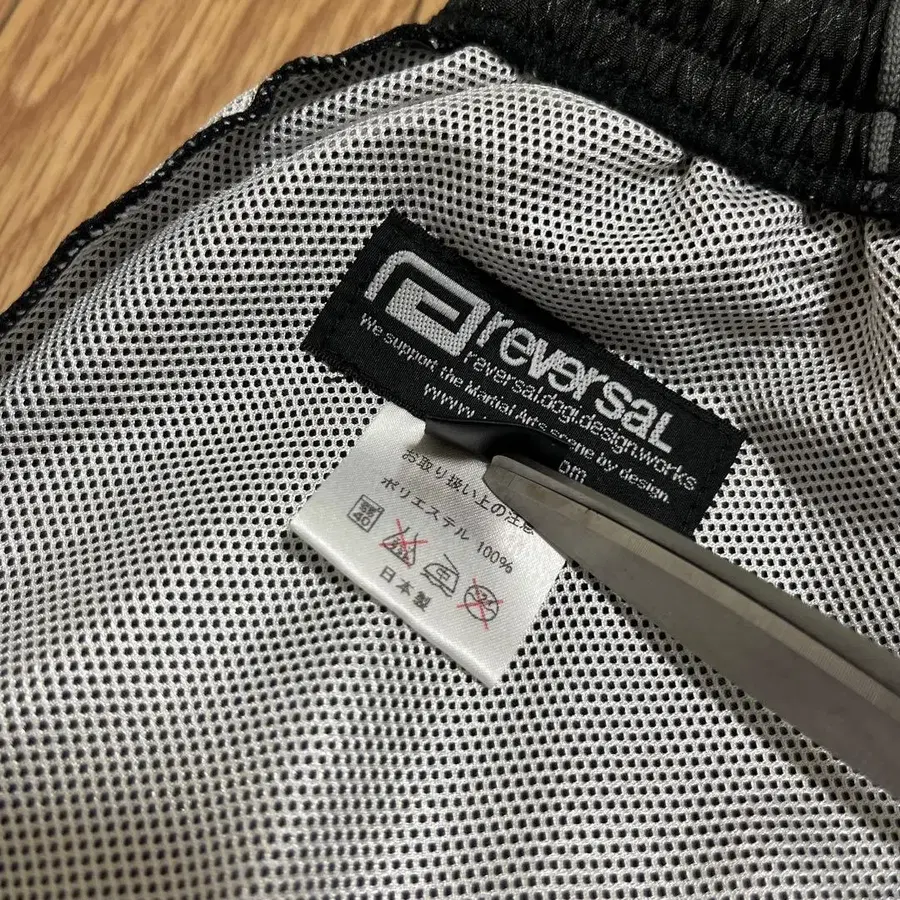 reversal
reversal.dogi.design.works
We support the Martial Arts scene by design.
www.
om
お取り扱い上の注意
ポリエステル 100%
40
日本製